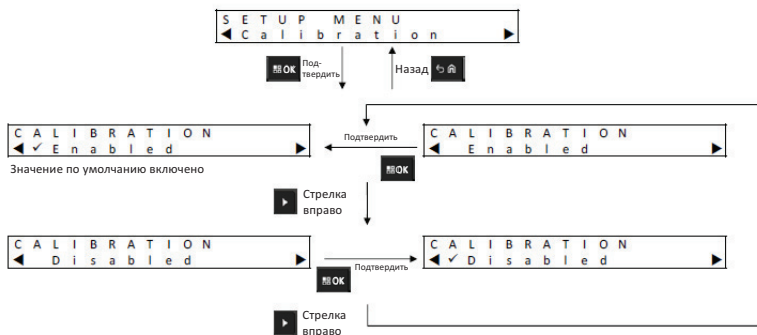 SETUP MENU
◀Calibration▶
OK
Под-
твердить
Назад
CALIBRATION
◀✓Enabled▶
Значение по умолчанию включено
Подтвердить
OK
CALIBRATION
◀ Enabled▶
Стрелка
вправо
CALIBRATION
◀ Disabled▶
OK
Подтвердить
CALIBRATION
◀✓Disabled▶
Стрелка
вправо